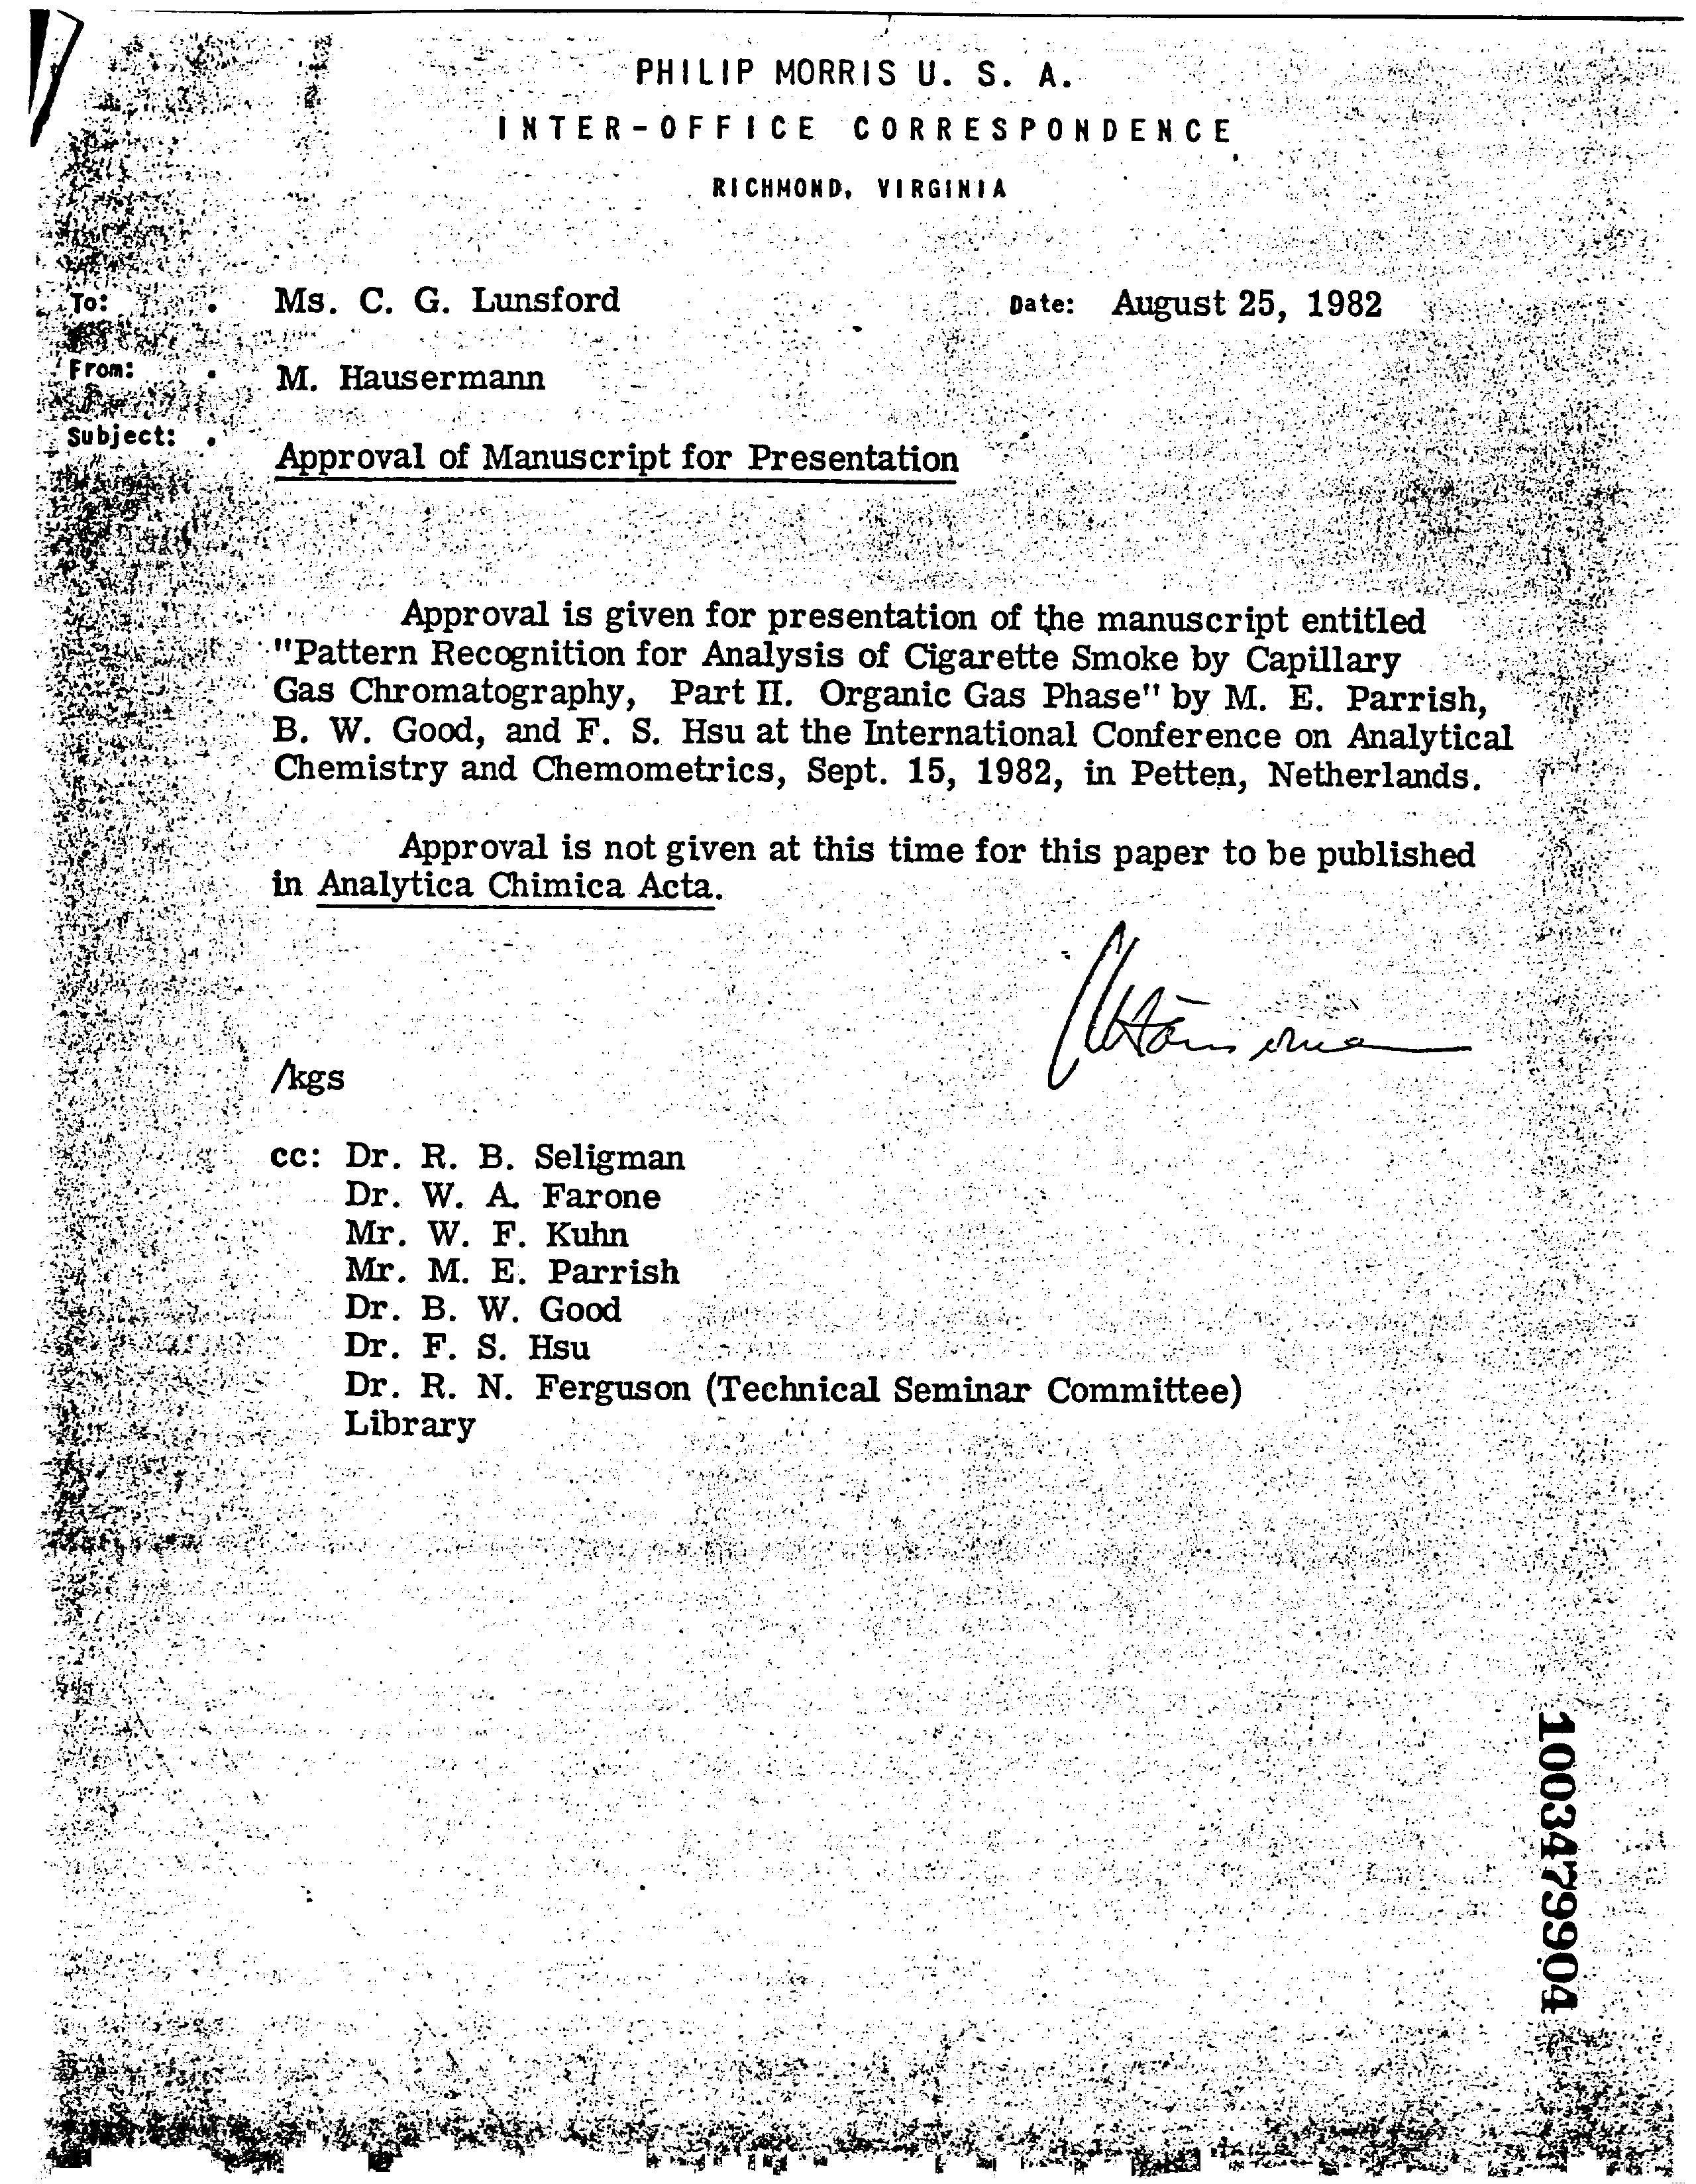 PHILIP MORRIS U. S. A.
INTER-OFFICE CORRESPONDENCE
RICHMOND, VIRGINIA
To: . Ms. C. G. Lunsford Date: August 25, 1982
From: . M. Hausermann
Subject: . Approval of Manuscript for Presentation
Approval is given for presentation of the manuscript entitled
"Pattern Recognition for Analysis of Cigarette Smoke by Capillary
Gas Chromatography, Part II. Organic Gas Phase" by M. E. Parrish,
B. W. Good, and F. S. Hsu at the International Conference on Analytical
Chemistry and Chemometrics, Sept. 15, 1982, in Petten, Netherlands.
Approval is not given at this time for this paper to be published
in Analytica Chimica Acta.
/kgs
cc: Dr. R. B. Seligman
Dr. W. A. Farone
Mr. W. F. Kuhn
Mr. M. E. Parrish
Dr. B. W. Good
Dr. F. S. Hsu
Dr. R. N. Ferguson (Technical Seminar Committee)
Library
1003479904